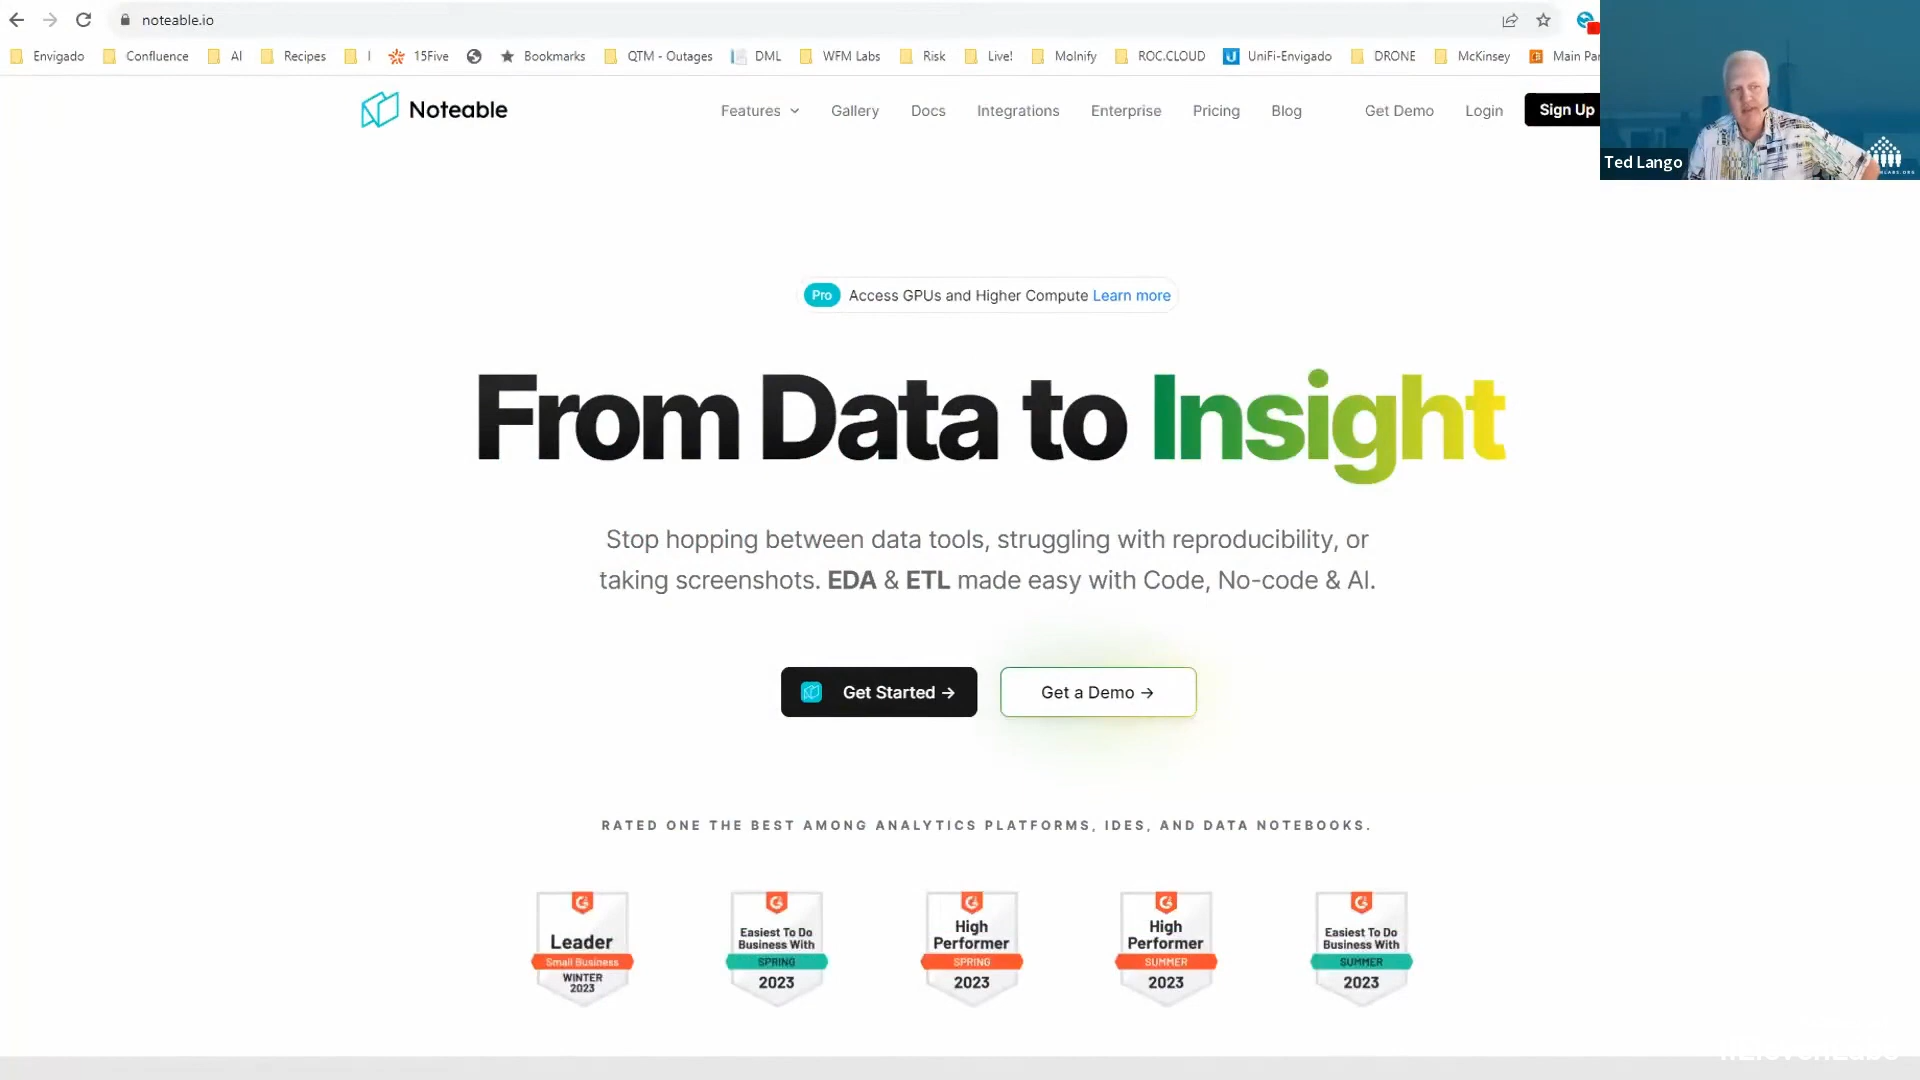 noteable.io
Envigado Confluence AI Recipes I 15Five Bookmarks QTM - Outages DML WFM Labs Risk Live! Molnify ROC.CLOUD UniFi-Envigado DRONE McKinsey Main Par
Noteable Features Gallery Docs Integrations Enterprise Pricing Blog Get Demo Login Sign Up
Ted Lango
Pro Access GPUs and Higher Compute Learn more
From Data to Insight
Stop hopping between data tools, struggling with reproducibility, or
taking screenshots. EDA & ETL made easy with Code, No-code & AI.
Get Started → Get a Demo →
RATED ONE THE BEST AMONG ANALYTICS PLATFORMS, IDES, AND DATA NOTEBOOKS.
Leader
Small Business
WINTER
2023
Easiest To Do
Business With
SPRING
2023
High
Performer
SPRING
2023
High
Performer
SUMMER
2023
Easiest To Do
Business With
SUMMER
2023